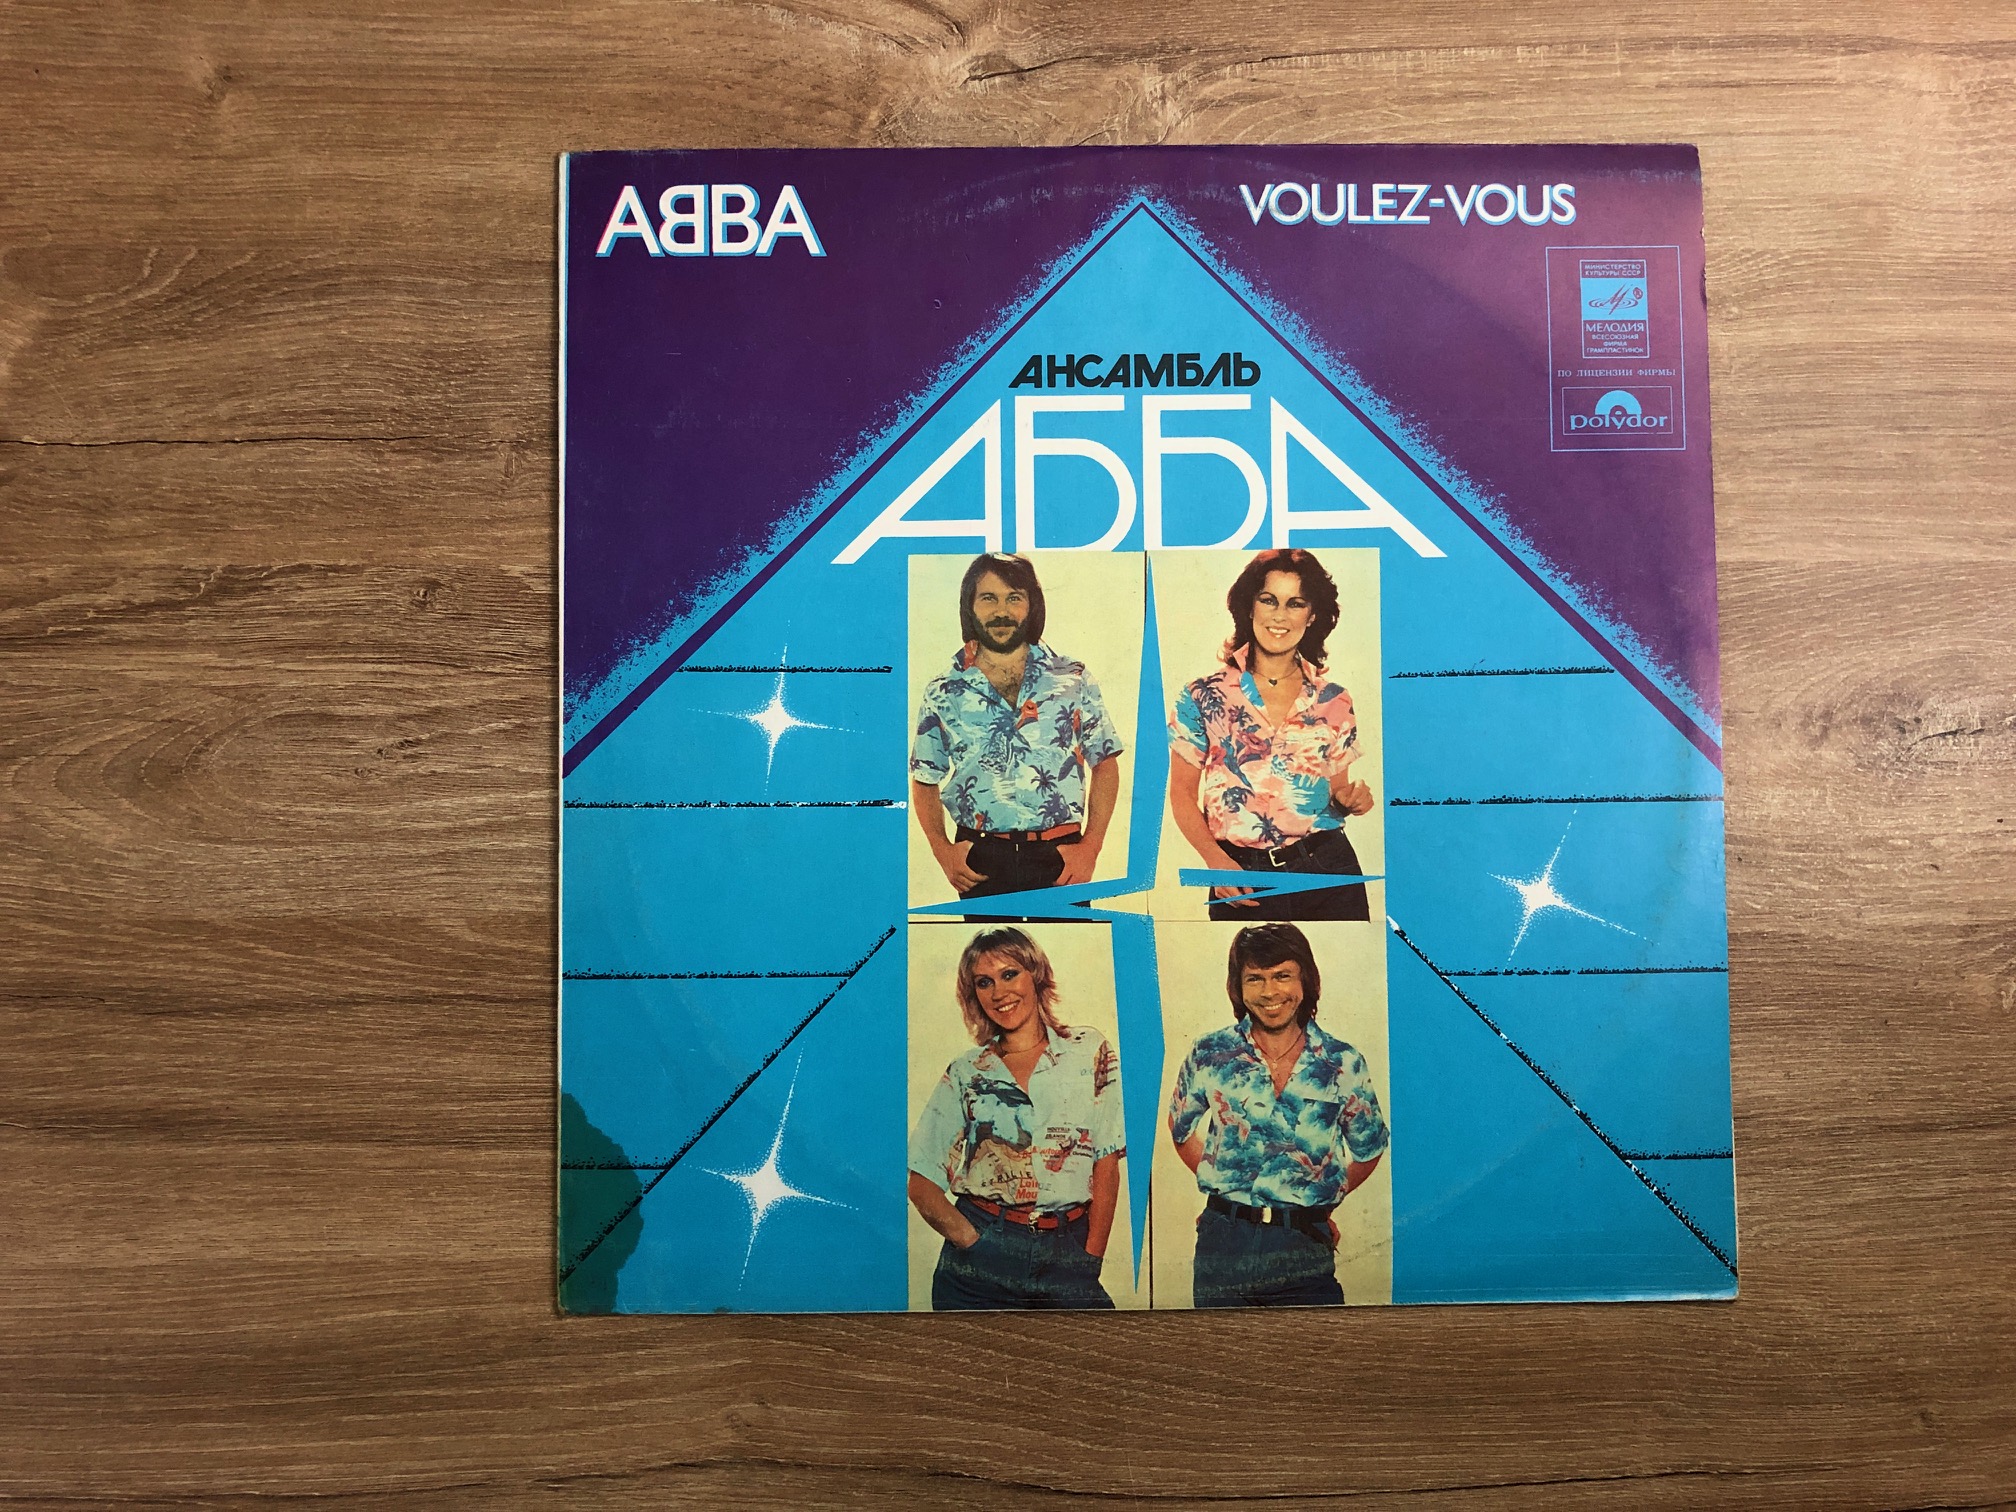 ABBA
VOULEZ-VOUS
МИНИСТЕРСТВО
КУЛЬТУРЫ СССР
МЕЛОДИЯ
ВСЕСОЮЗНАЯ
ФИРМА
ГРАМПЛАСТИНОК
ПО ЛИЦЕНЗИИ ФИРМЫ
polydor
АНСАМБЛЬ
АББА